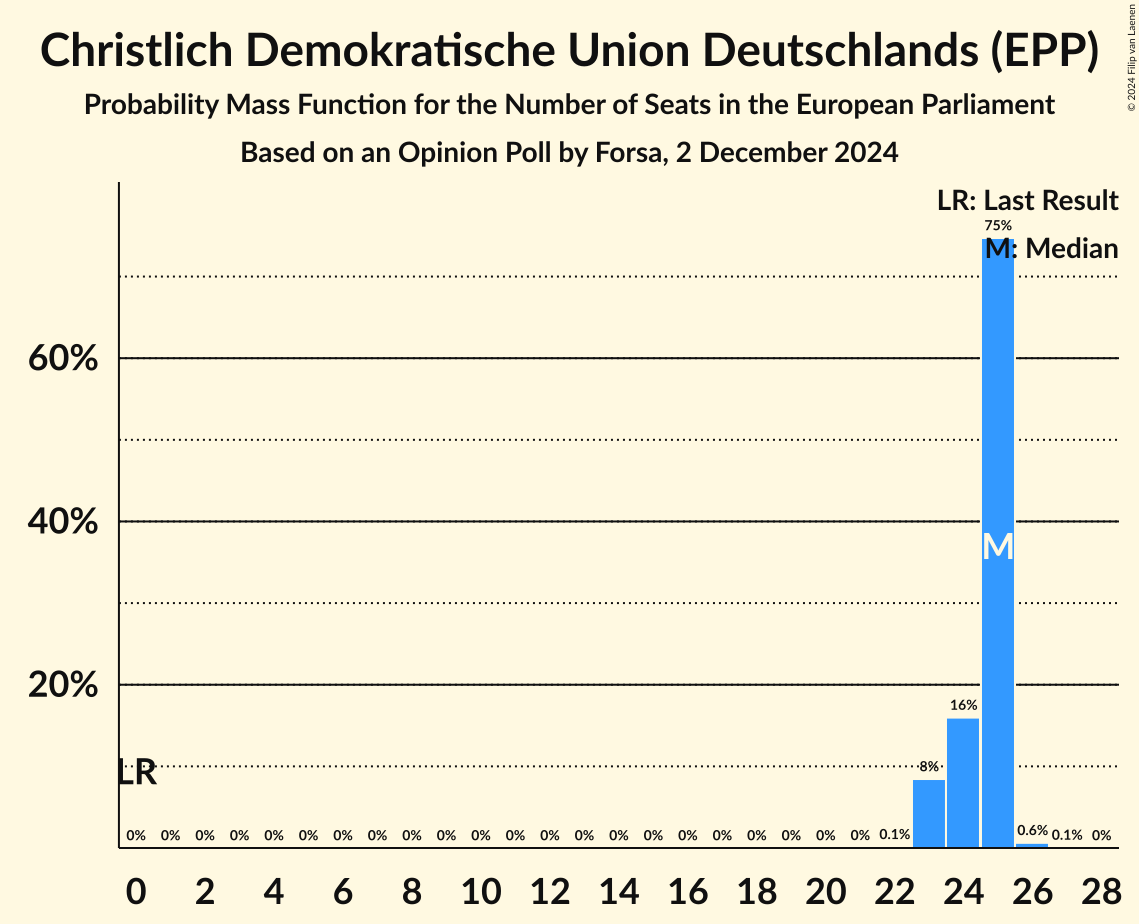 Christlich Demokratische Union Deutschlands (EPP)
Probability Mass Function for the Number of Seats in the European Parliament
Based on an Opinion Poll by Forsa, 2 December 2024
© 2024 Filip van Laenen
LR: Last Result
75%
M: Median
60%
40%
M
20%
16%
LR
8%
0% 0% 0% 0% 0% 0% 0% 0% 0% 0% 0% 0% 0% 0% 0% 0% 0% 0% 0% 0% 0% 0% 0.1% 0.6% 0.1% 0%
0 2 4 6 8 10 12 14 16 18 20 22 24 26 28